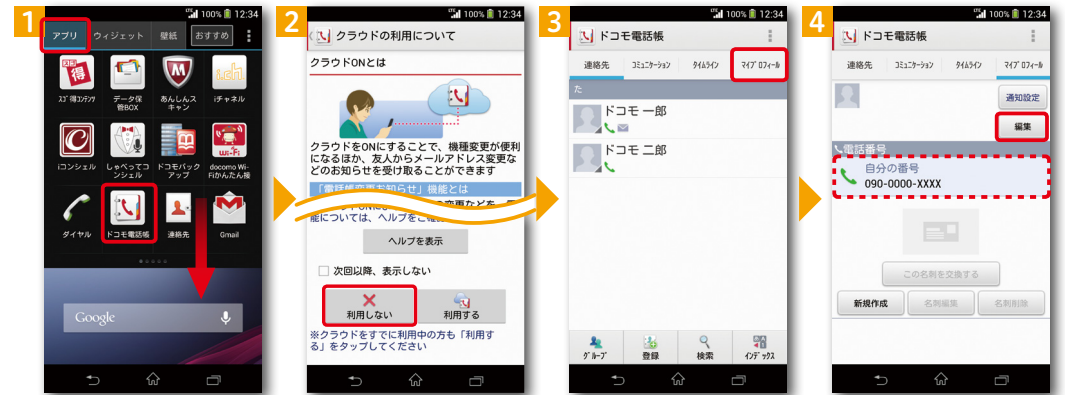 1
100% 12:34
アプリ ウィジェット 壁紙 おすすめ
スゴ得コンテンツ
データ保管BOX
あんしんスキャン
iチャネル
iコンシェル
しゃべってコンシェル
ドコモバックアップ
docomo Wi-Fiかんたん接
ダイヤル
ドコモ電話帳
連絡先
Gmail
Google
2
100% 12:34
クラウドの利用について
クラウドONとは
クラウドをONにすることで、機種変更が便利
になるほか、友人からメールアドレス変更な
どのお知らせを受け取ることができます
「電話帳変更お知らせ」機能とは
能については、ヘルプをご確
ヘルプを表示
次回以降、表示しない
利用しない 利用する
※クラウドをすでに利用中の方も「利用す
る」をタップしてください
3
100% 12:34
ドコモ電話帳
連絡先 コミュニケーション タイムライン マイプロフィール
た
ドコモ 一郎
ドコモ 二郎
グループ 登録 検索 インデックス
4
100% 12:34
ドコモ電話帳
連絡先 コミュニケーション タイムライン マイプロフィール
通知設定
編集
電話番号
自分の番号
090-0000-XXXX
この名刺を交換する
新規作成 名刺編集 名刺削除